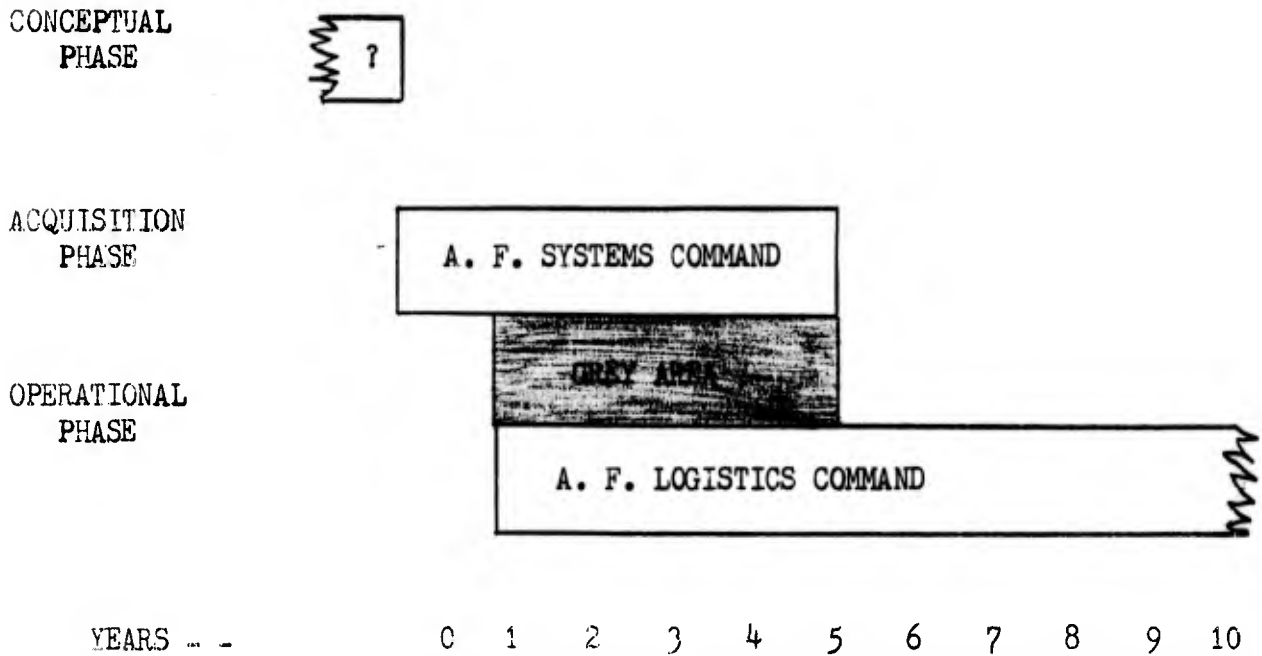 CONCEPTUAL
PHASE
?
ACQUISITION
PHASE
A. F. SYSTEMS COMMAND
GREY AREA
OPERATIONAL
PHASE
A. F. LOGISTICS COMMAND
YEARS -- 0 1 2 3 4 5 6 7 8 9 10